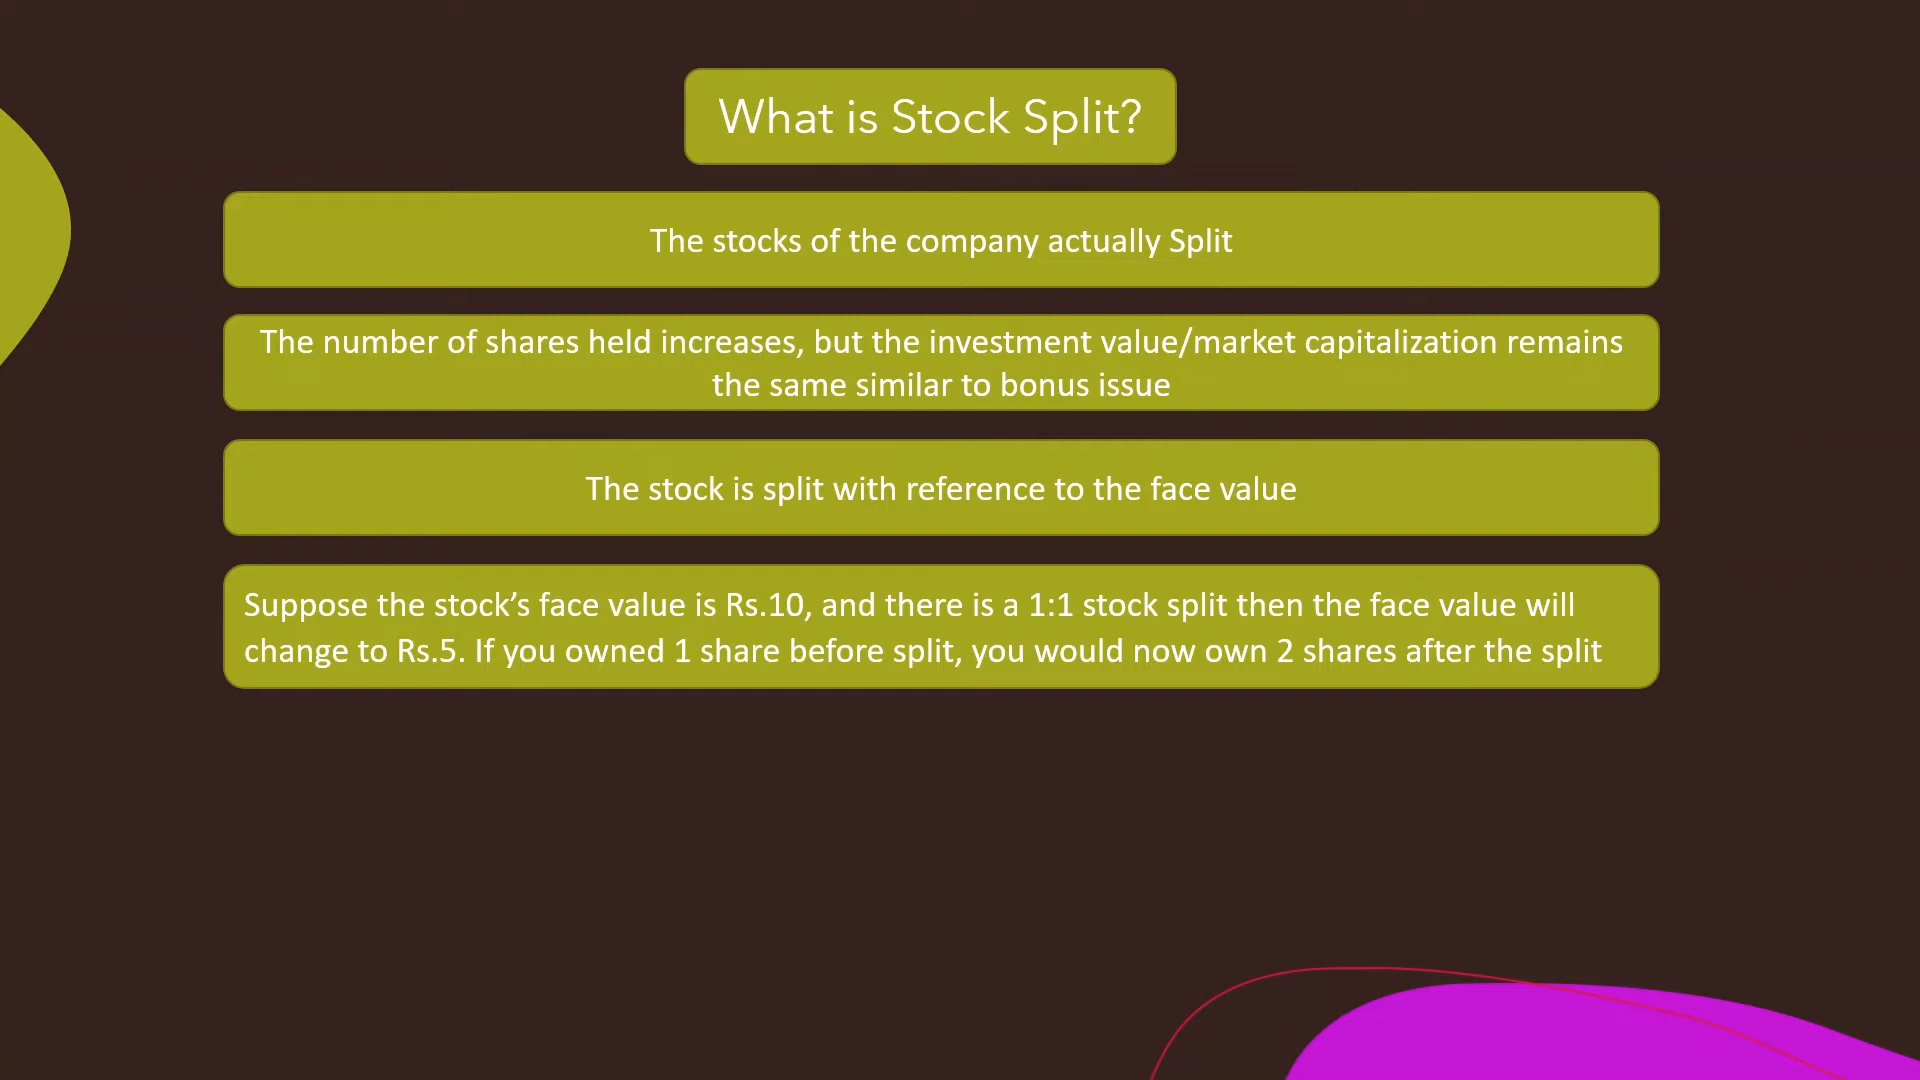 What is Stock Split?
The stocks of the company actually Split
The number of shares held increases, but the investment value/market capitalization remains
the same similar to bonus issue
The stock is split with reference to the face value
Suppose the stock’s face value is Rs.10, and there is a 1:1 stock split then the face value will
change to Rs.5. If you owned 1 share before split, you would now own 2 shares after the split